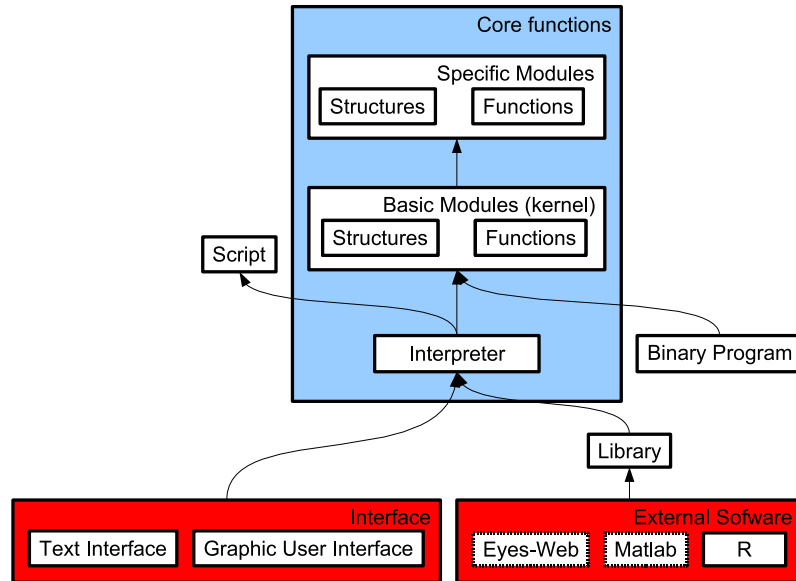 Core functions
Specific Modules
Structures
Functions
Basic Modules (kernel)
Structures
Functions
Script
Interpreter
Binary Program
Library
Interface
Text Interface
Graphic User Interface
External Sofware
Eyes-Web
Matlab
R